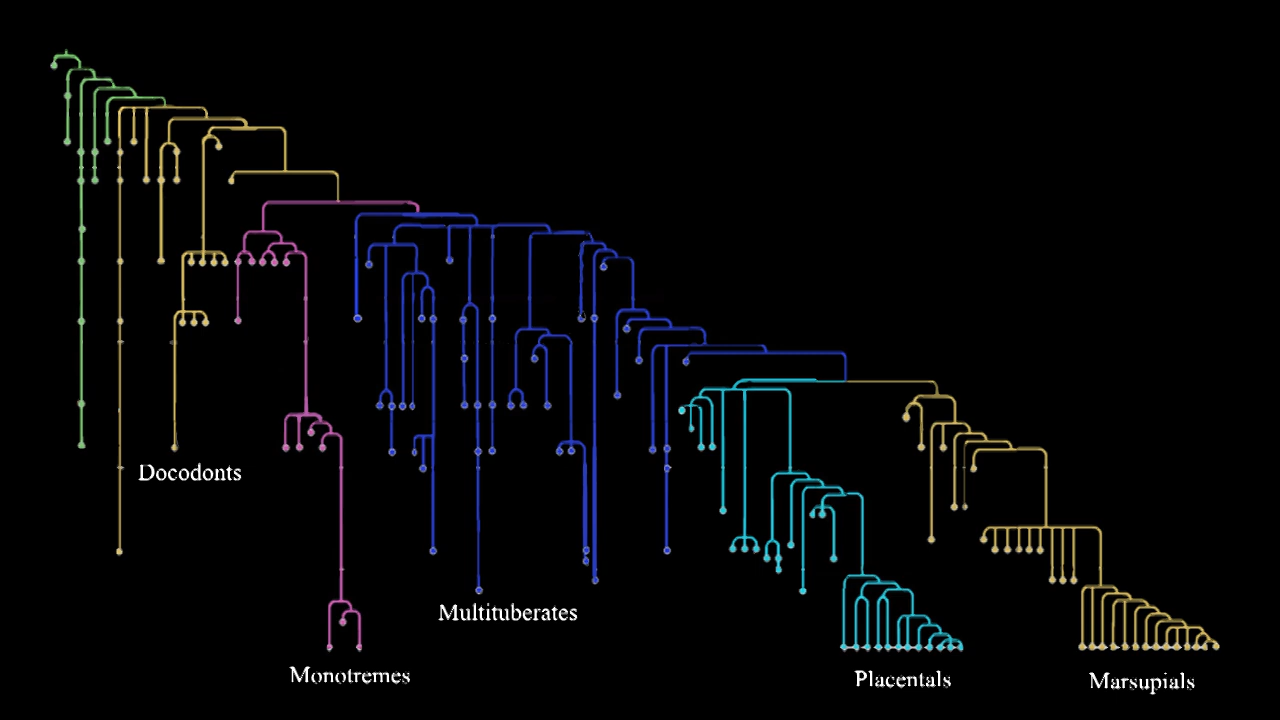 Docodonts
Multituberates
Monotremes
Placentals
Marsupials